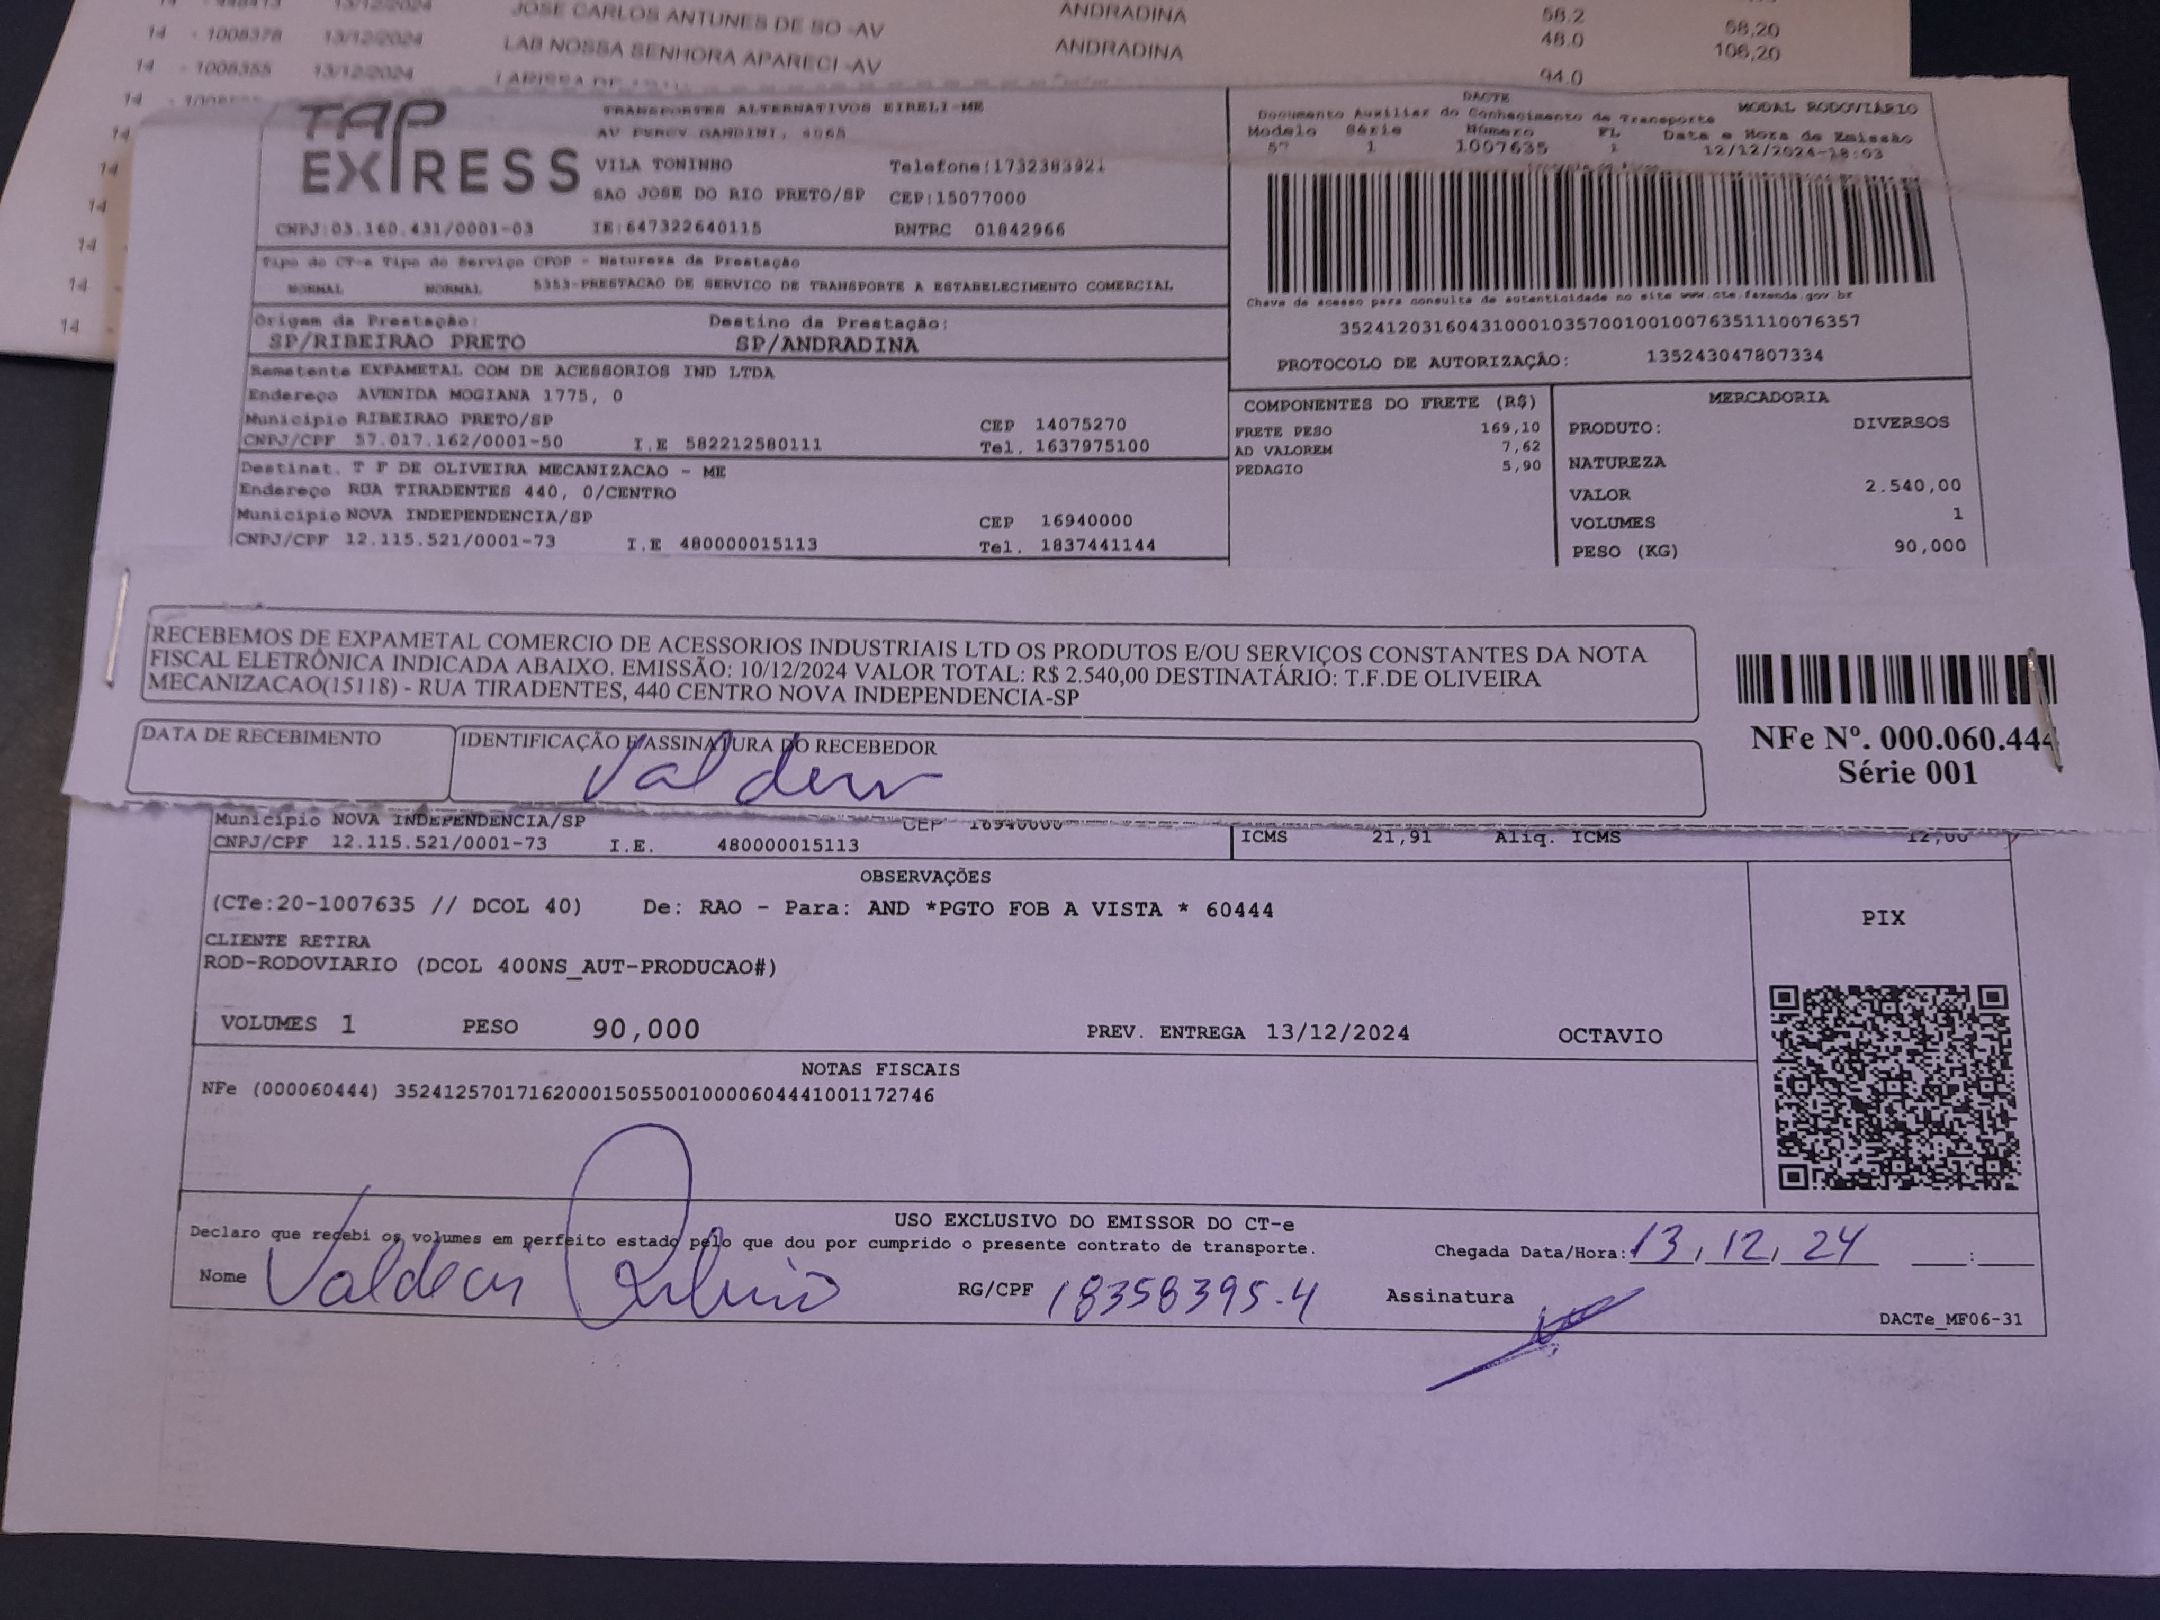 13/12/2024 JOSE CARLOS ANTUNES DE SO -AV ANDRADINA 58.2 58,20
14 - 1008378 13/12/2024 LAB NOSSA SENHORA APARECI -AV ANDRADINA 48.0 106,20
14 - 1008355 13/12/2024 94.0
14
14
14
14
14
14
14
TAP EXPRESS
TRANSPORTES ALTERNATIVOS EIRELI-ME
VILA TONINHO Telefone:1732383921
SAO JOSE DO RIO PRETO/SP CEP:15077000
CNPJ:03.160.431/0001-03 IE:647322640115 RNTRC 01842966
DACTE MODAL RODOVIÁRIO
Documento Auxiliar do Conhecimento de Transporte
Modelo Série Número FL Data e Hora de Emissão
57 1 1007635 1 12/12/2024-18:03
Tipo do CT-e Tipo do Serviço CFOP - Natureza da Prestação
NORMAL NORMAL 5353-PRESTACAO DE SERVICO DE TRANSPORTE A ESTABELECIMENTO COMERCIAL
Chave de acesso para consulta de autenticidade no site www.cte.fazenda.gov.br
35241203160431000103570010010076351110076357
PROTOCOLO DE AUTORIZAÇÃO: 135243047807334
Origem da Prestação: Destino da Prestação:
SP/RIBEIRAO PRETO SP/ANDRADINA
Remetente EXPAMETAL COM DE ACESSORIOS IND LTDA
Endereço AVENIDA MOGIANA 1775, 0
Município RIBEIRAO PRETO/SP CEP 14075270
CNPJ/CPF 57.017.162/0001-50 I.E 582212580111 Tel. 1637975100
Destinat. T F DE OLIVEIRA MECANIZACAO - ME
Endereço RUA TIRADENTES 440, 0/CENTRO
Município NOVA INDEPENDENCIA/SP CEP 16940000
CNPJ/CPF 12.115.521/0001-73 I.E 480000015113 Tel. 1837441144
COMPONENTES DO FRETE (R$)
FRETE PESO 169,10
AD VALOREM 7,62
PEDAGIO 5,90
MERCADORIA
PRODUTO: DIVERSOS
NATUREZA
VALOR 2.540,00
VOLUMES 1
PESO (KG) 90,000
RECEBEMOS DE EXPAMETAL COMERCIO DE ACESSORIOS INDUSTRIAIS LTD OS PRODUTOS E/OU SERVIÇOS CONSTANTES DA NOTA
FISCAL ELETRÔNICA INDICADA ABAIXO. EMISSÃO: 10/12/2024 VALOR TOTAL: R$ 2.540,00 DESTINATÁRIO: T.F.DE OLIVEIRA
MECANIZACAO(15118) - RUA TIRADENTES, 440 CENTRO NOVA INDEPENDENCIA-SP
DATA DE RECEBIMENTO IDENTIFICAÇÃO E ASSINATURA DO RECEBEDOR
NFe Nº. 000.060.444
Série 001
Município NOVA INDEPENDENCIA/SP CEP 16940000
CNPJ/CPF 12.115.521/0001-73 I.E. 480000015113
ICMS 21,91 Aliq. ICMS 12,00
OBSERVAÇÕES
(CTe:20-1007635 // DCOL 40) De: RAO - Para: AND *PGTO FOB A VISTA * 60444
CLIENTE RETIRA
ROD-RODOVIARIO (DCOL 400NS_AUT-PRODUCAO#)
PIX
VOLUMES 1 PESO 90,000 PREV. ENTREGA 13/12/2024 OCTAVIO
NOTAS FISCAIS
NFe (000060444) 35241257017162000150550010000604441001172746
USO EXCLUSIVO DO EMISSOR DO CT-e
Declaro que recebi os volumes em perfeito estado pelo que dou por cumprido o presente contrato de transporte.
Chegada Data/Hora: 13, 12, 24 :
Nome Valdeci RG/CPF 18358395-4 Assinatura
DACTe_MF06-31